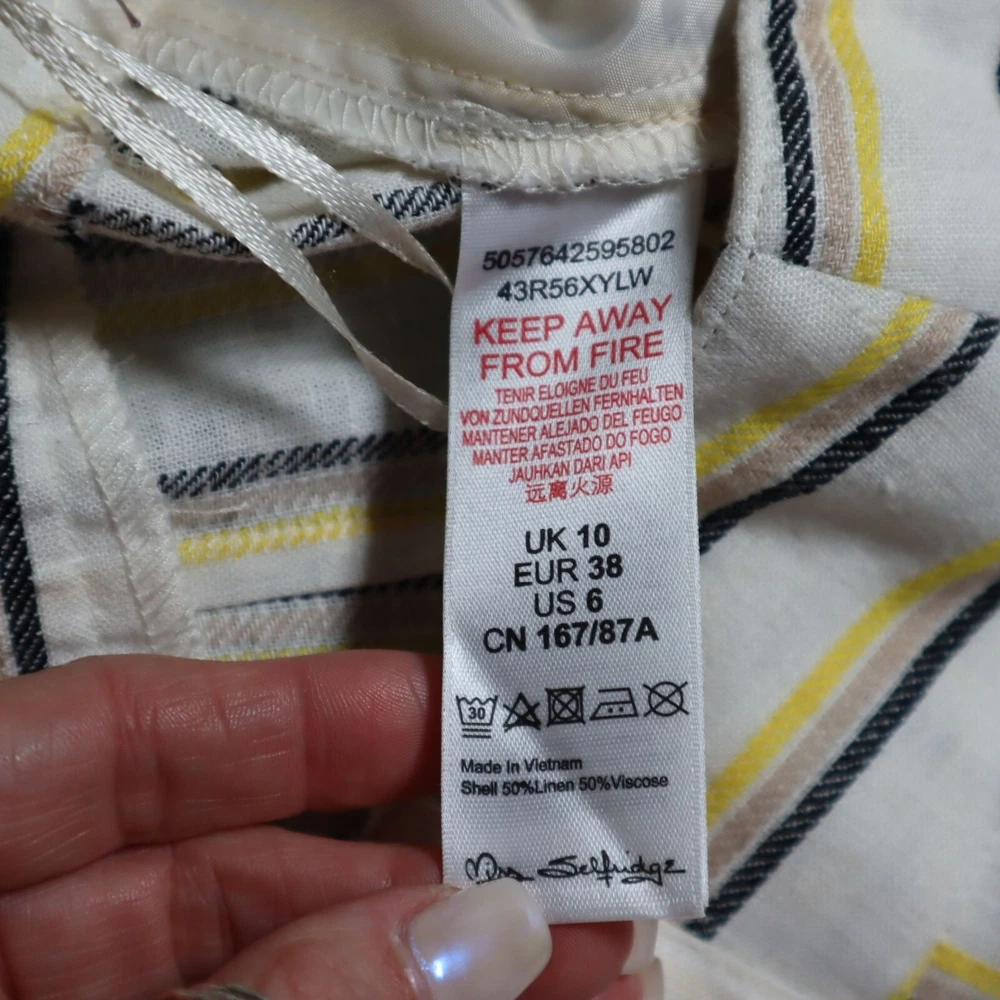 5057642595802
43R56XYLW
KEEP AWAY
FROM FIRE
TENIR ELOIGNE DU FEU
VON ZUNDQUELLEN FERNHALTEN
MANTENER ALEJADO DEL FEUGO
MANTER AFASTADO DO FOGO
JAUHKAN DARI API
远离火源
UK 10
EUR 38
US 6
CN 167/87A
30
Made In Vietnam
Shell 50%Linen 50%Viscose
Miss Selfridge